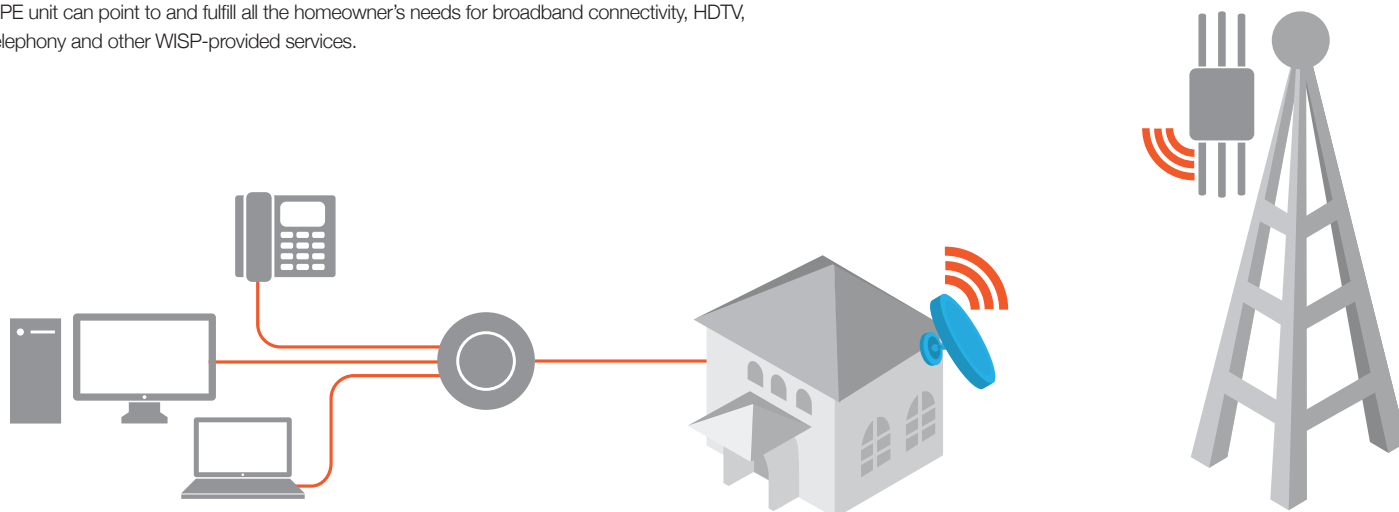 PE unit can point to and fulfill all the homeowner’s needs for broadband connectivity, HDTV,
elephony and other WISP-provided services.